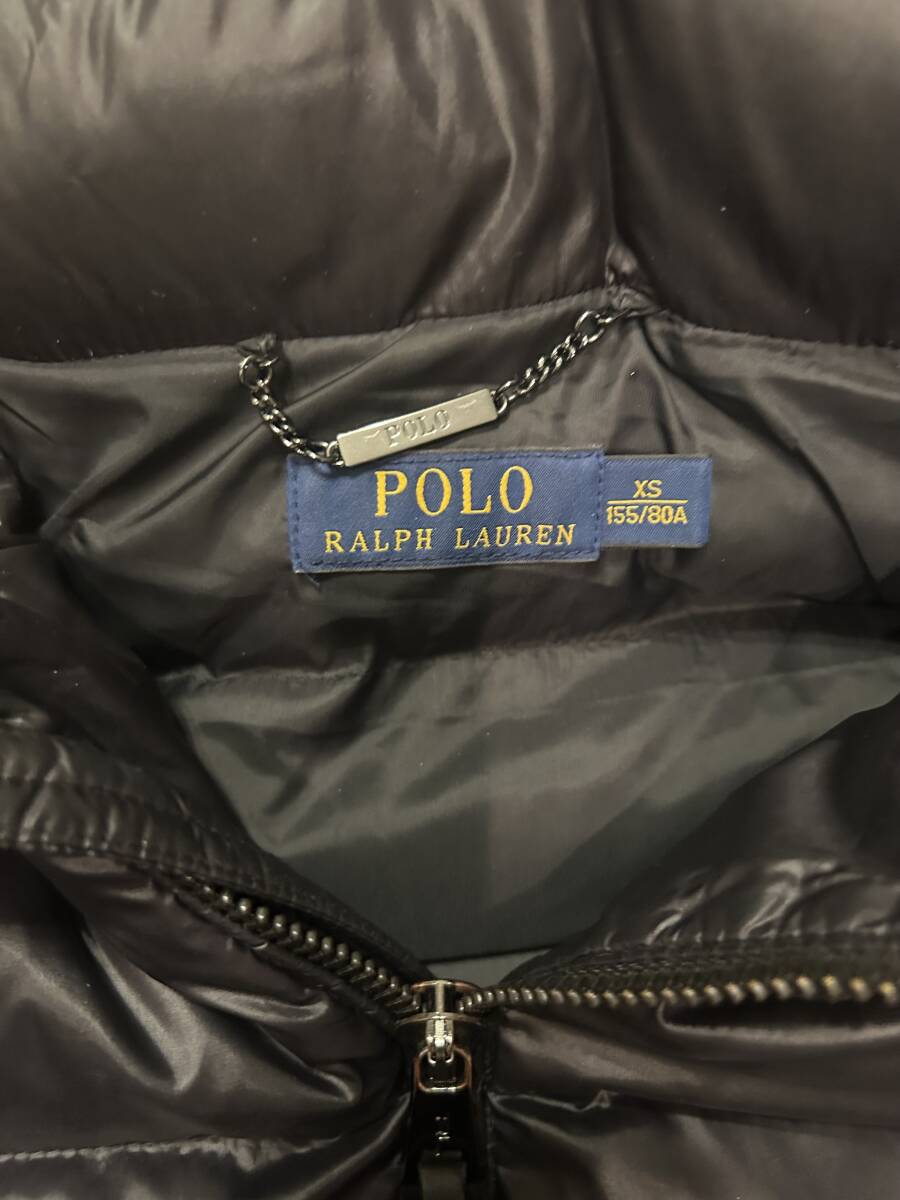 POLO
POLO
RALPH LAUREN
XS
155/80A